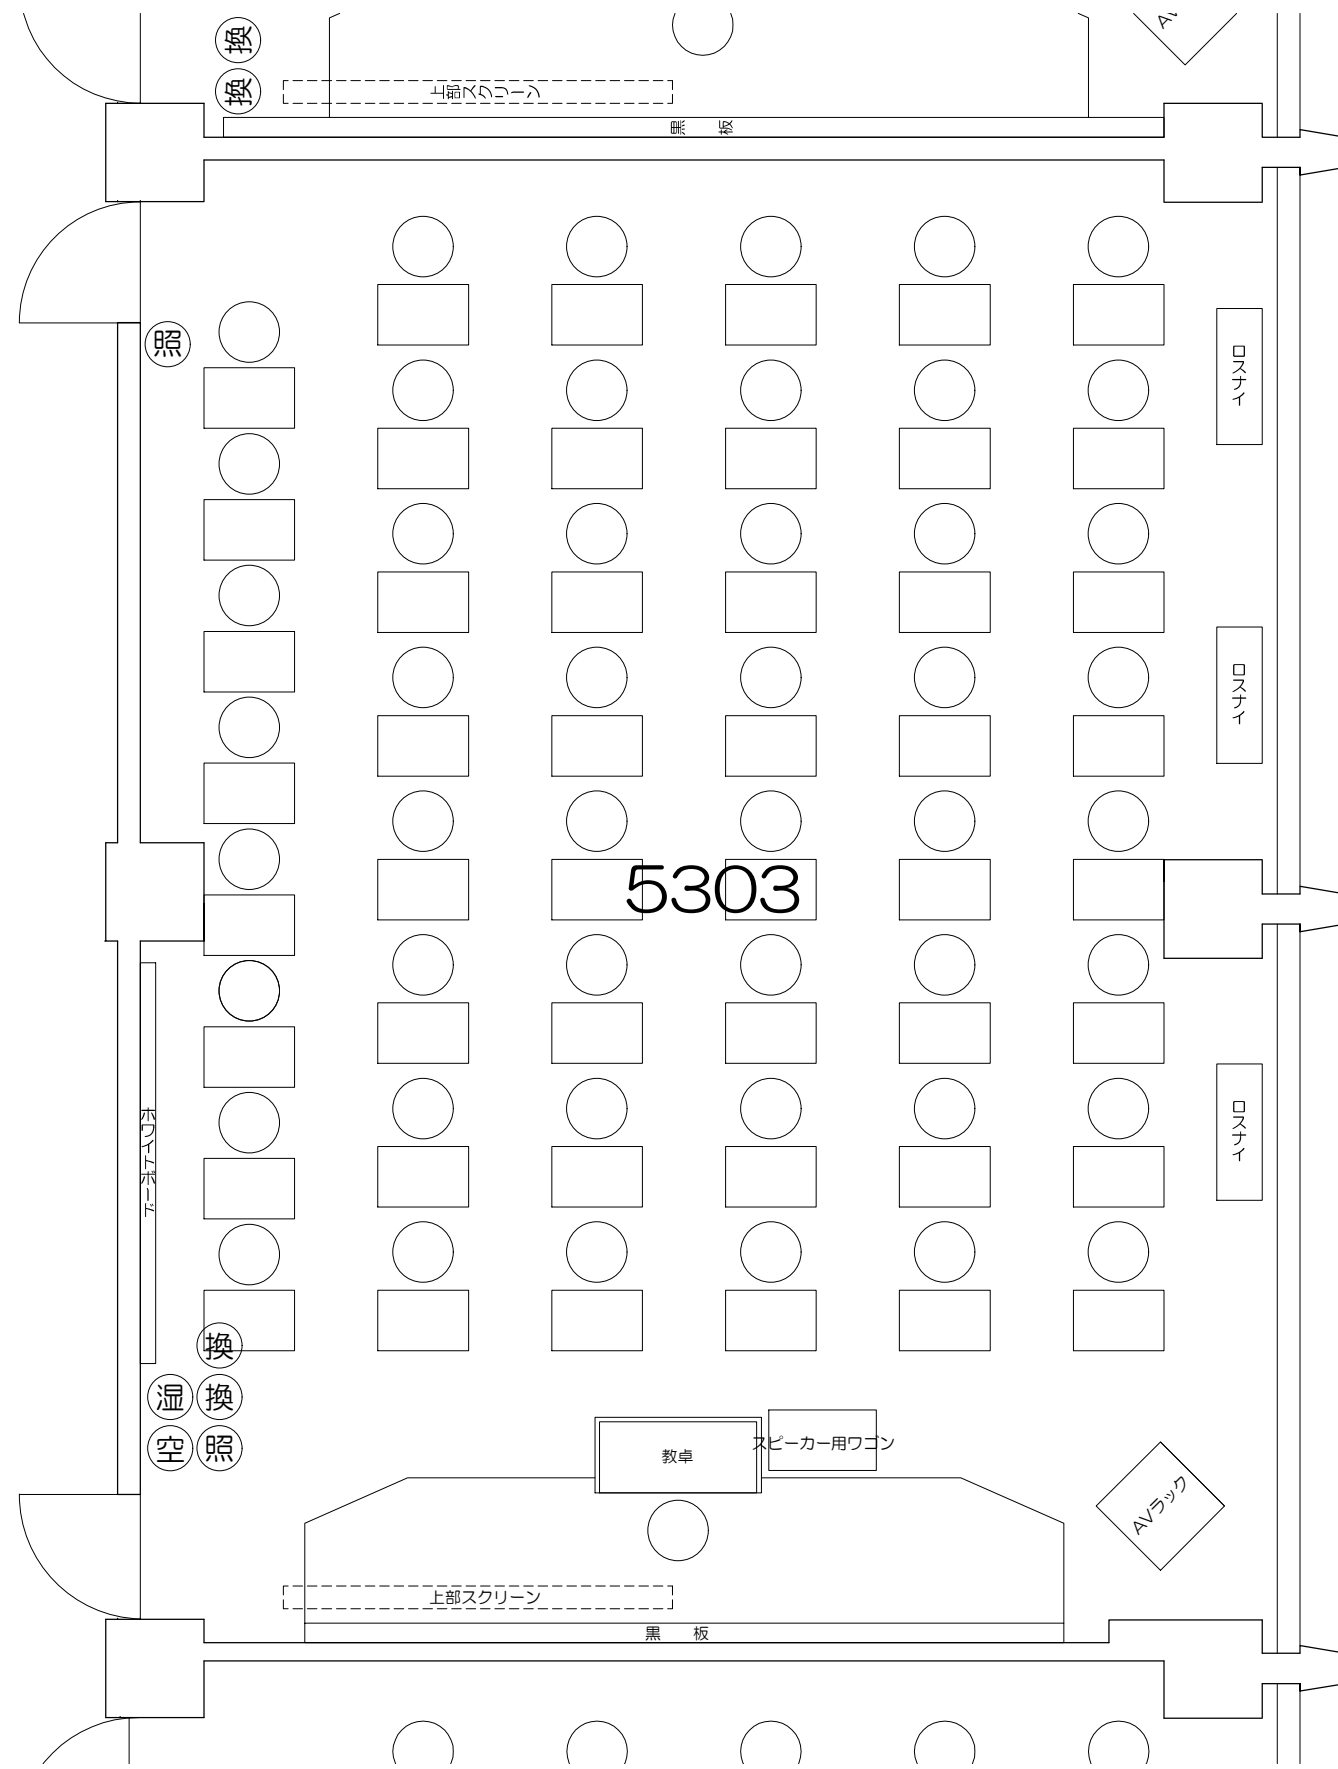 換
換
上部スクリーン
黒 板
照
ロスナイ
ロスナイ
5303
ホワイトボード
ロスナイ
換
湿 換
空 照
教卓
スピーカー用ワゴン
AVラック
上部スクリーン
黒 板